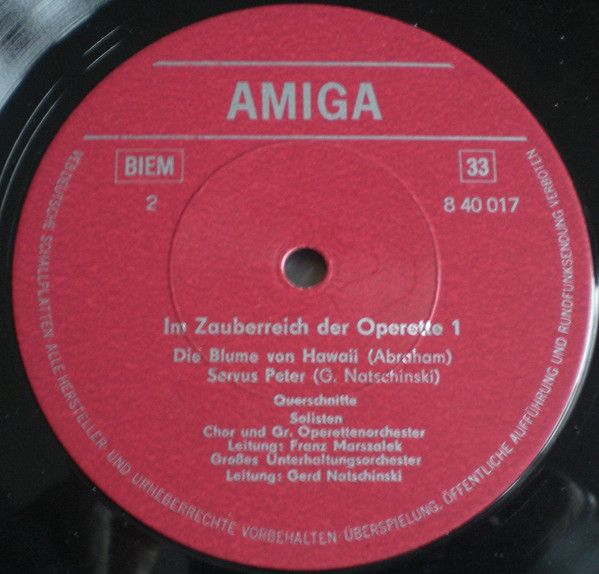 AMIGA
BIEM
33
2
8 40 017
Im Zauberreich der Operette 1
Die Blume von Hawaii (Abraham)
Servus Peter (G. Natschinski)
Querschnitte
Solisten
Chor und Gr. Operettenorchester
Leitung: Franz Marszalek
Großes Unterhaltungsorchester
Leitung: Gerd Natschinski
VEB DEUTSCHE SCHALLPLATTEN ALLE HERSTELLER- UND URHEBERRECHTE VORBEHALTEN · ÜBERSPIELUNG, ÖFFENTLICHE AUFFÜHRUNG UND RUNDFUNKSENDUNG VERBOTEN